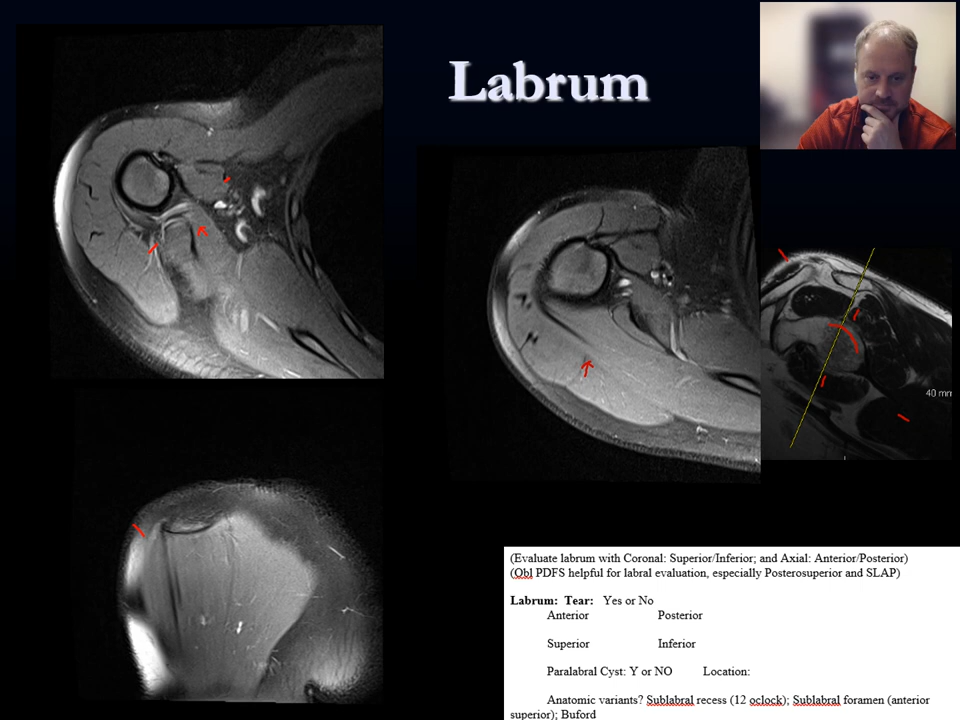 Labrum
40 mm
(Evaluate labrum with Coronal: Superior/Inferior; and Axial: Anterior/Posterior)
(Obl PDFS helpful for labral evaluation, especially Posterosuperior and SLAP)
Labrum: Tear: Yes or No
Anterior Posterior
Superior Inferior
Paralabral Cyst: Y or NO Location:
Anatomic variants? Sublabral recess (12 oclock); Sublabral foramen (anterior
superior); Buford